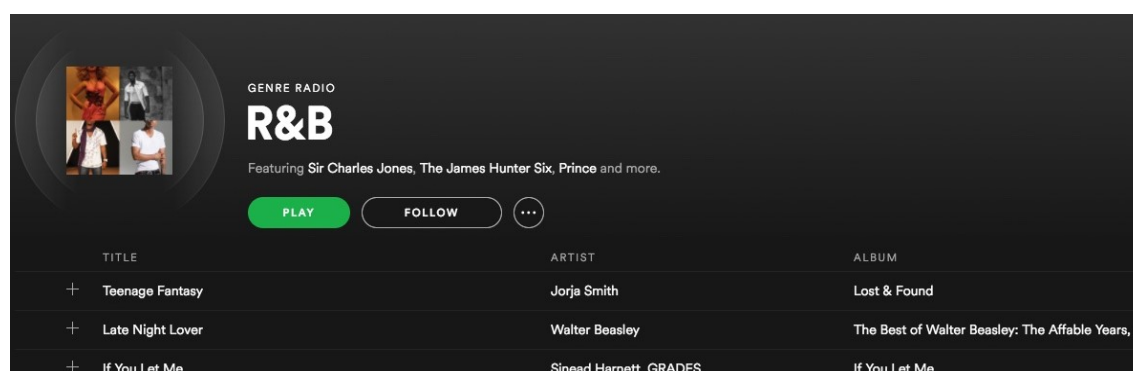 GENRE RADIO
R&B
Featuring Sir Charles Jones, The James Hunter Six, Prince and more.
PLAY FOLLOW
TITLE ARTIST ALBUM
Teenage Fantasy Jorja Smith Lost & Found
Late Night Lover Walter Beasley The Best of Walter Beasley: The Affable Years,
If You Let Me Sinead Harnett, GRADES If You Let Me